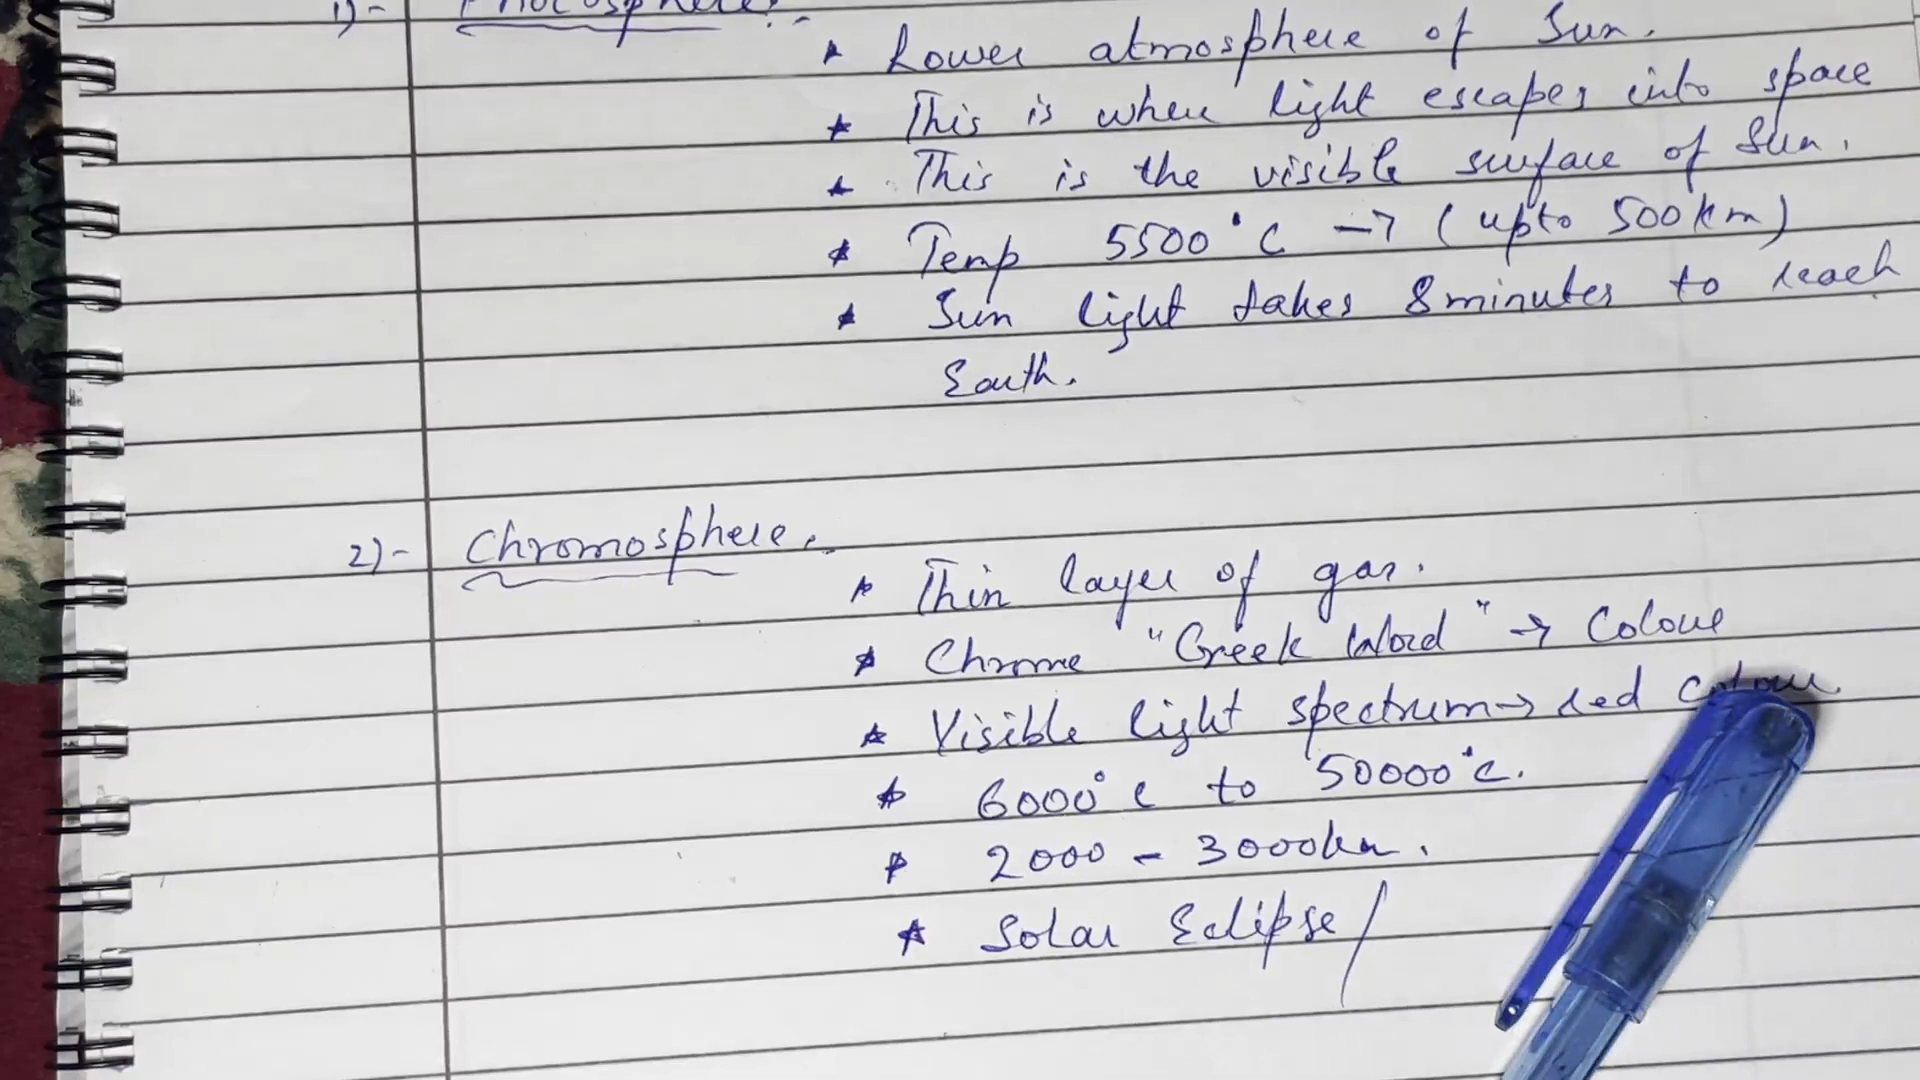 1)- Photosphere:-
* Lower atmosphere of Sun.
* This is where light escapes into space
* This is the visible surface of Sun.
* Temp 5500°C → (upto 500km)
* Sun light takes 8 minutes to reach
Earth.
2)- Chromosphere.
* Thin layer of gas.
* Chrome "Greek Word" → Colour
* Visible light spectrum → red colour.
* 6000°c to 50000°c.
* 2000 - 3000km.
* Solar Eclipse /